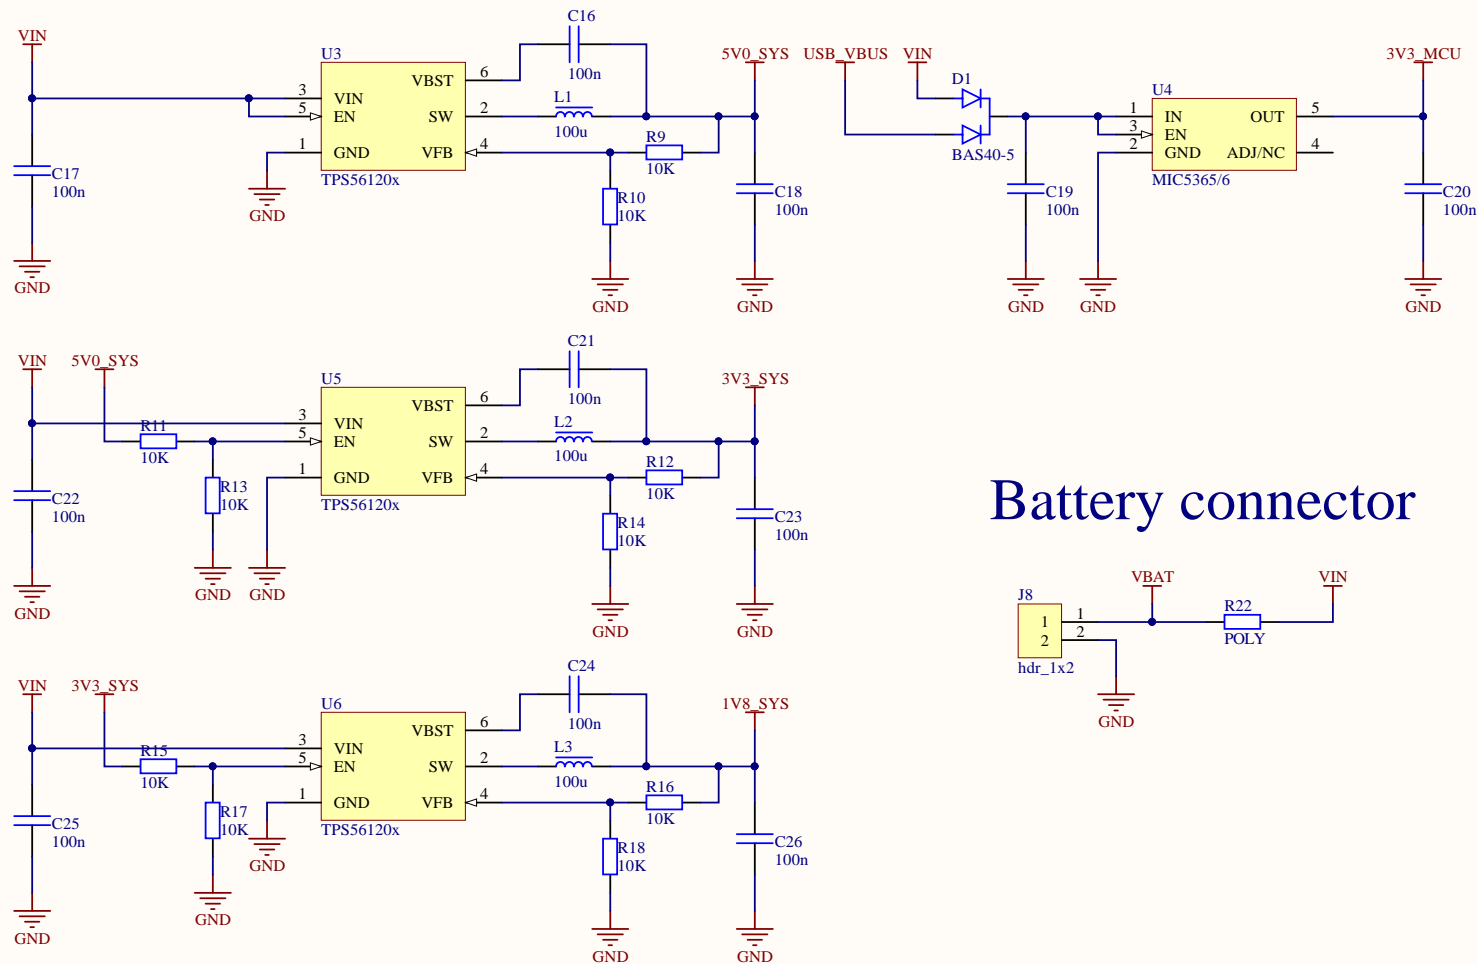 VIN
C17
100n
GND
U3
3
VIN
5
EN
1
GND
VBST
6
SW
2
VFB
4
TPS56120x
GND
C16
100n
L1
100u
R9
10K
R10
10K
GND
5V0_SYS
C18
100n
GND
USB_VBUS
VIN
D1
BAS40-5
C19
100n
GND
GND
U4
1
IN
3
EN
2
GND
OUT
5
ADJ/NC
4
MIC5365/6
3V3_MCU
C20
100n
GND
VIN
5V0_SYS
C22
100n
GND
R11
10K
R13
10K
GND
GND
U5
3
VIN
5
EN
1
GND
VBST
6
SW
2
VFB
4
TPS56120x
C21
100n
L2
100u
R12
10K
R14
10K
GND
3V3_SYS
C23
100n
GND
Battery connector
J8
1
1
2
2
hdr_1x2
GND
VBAT
R22
POLY
VIN
VIN
3V3_SYS
C25
100n
GND
R15
10K
R17
10K
GND
GND
U6
3
VIN
5
EN
1
GND
VBST
6
SW
2
VFB
4
TPS56120x
C24
100n
L3
100u
R16
10K
R18
10K
GND
1V8_SYS
C26
100n
GND